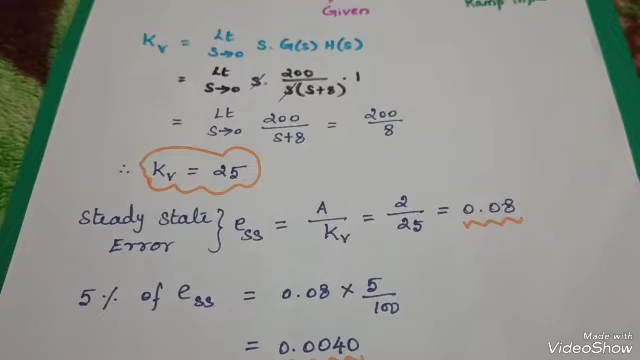 Given
Ramp Inp
Kv = Lt s→0 s. G(s) H(s)
= Lt s→0 s. 200/s(s+8) . 1
= Lt s→0 200/s+8 = 200/8
∴ Kv = 25
Steady State Error } ess = A/Kv = 2/25 = 0.08
5% of ess = 0.08 × 5/100
= 0.0040
Made with
VideoShow